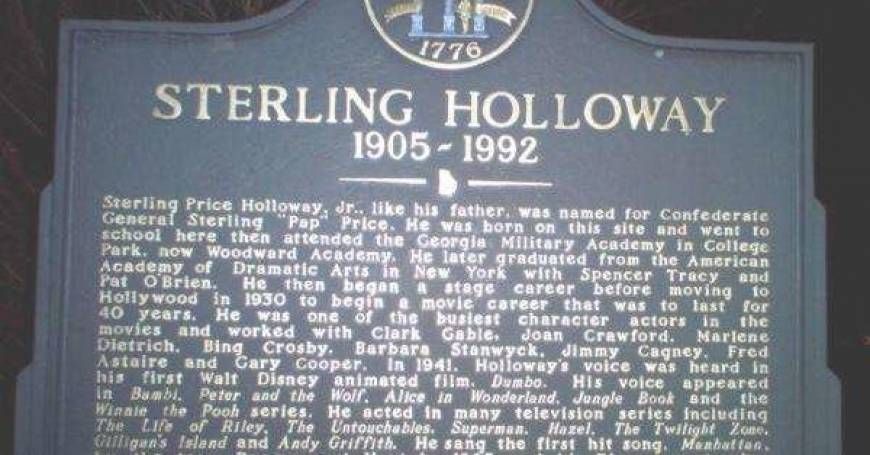 1776
STERLING HOLLOWAY
1905 - 1992
Sterling Price Holloway, Jr., like his father, was named for Confederate
General Sterling "Pap" Price. He was born on this site and went to
school here then attended the Georgia Military Academy in College
Park, now Woodward Academy. He later graduated from the American
Academy of Dramatic Arts in New York with Spencer Tracy and
Pat O'Brien. He then began a stage career before moving to
Hollywood in 1930 to begin a movie career that was to last for
40 years. He was one of the busiest character actors in the
movies and worked with Clark Gable, Joan Crawford, Marlene
Dietrich, Bing Crosby, Barbara Stanwyck, Jimmy Cagney, Fred
Astaire and Gary Cooper. In 1941, Holloway's voice was heard in
his first Walt Disney animated film, Dumbo. His voice appeared
in Bambi, Peter and the Wolf, Alice in Wonderland, Jungle Book and the
Winnie the Pooh series. He acted in many television series including
The Life of Riley, The Untouchables, Superman, Hazel, The Twilight Zone,
Gilligan's Island and Andy Griffith. He sang the first hit song, Manhattan,